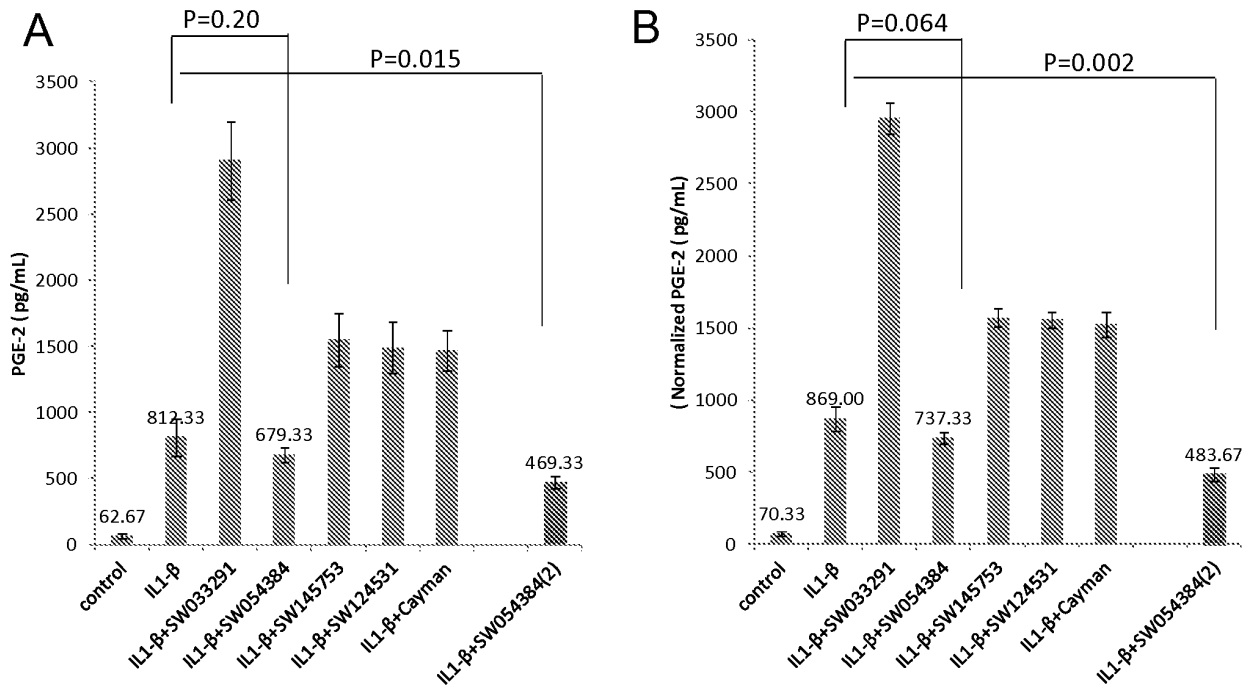 A
P=0.20
P=0.015
PGE-2 ( pg/mL)
3500
3000
2500
2000
1500
1000
500
0
62.67
812.33
679.33
469.33
control
IL1-β
IL1-β+SW033291
IL1-β+SW054384
IL1-β+SW145753
IL1-β+SW124531
IL1-β+Cayman
IL1-β+SW054384(2)
B
P=0.064
P=0.002
( Normalized PGE-2 ( pg/mL)
3500
3000
2500
2000
1500
1000
500
0
70.33
869.00
737.33
483.67
control
IL1-β
IL1-β+SW033291
IL1-β+SW054384
IL1-β+SW145753
IL1-β+SW124531
IL1-β+Cayman
IL1-β+SW054384(2)